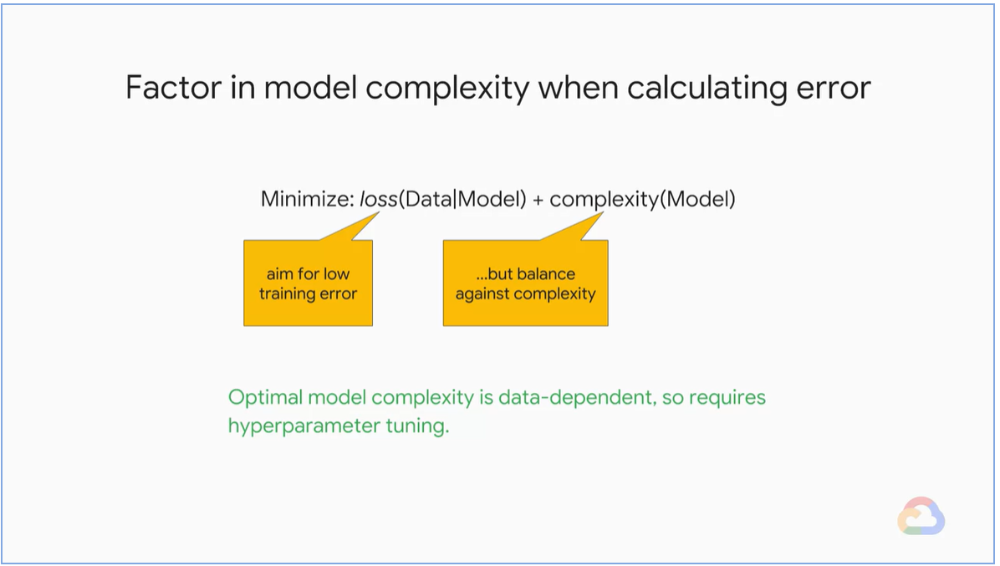 Factor in model complexity when calculating error
Minimize: loss(Data|Model) + complexity(Model)
aim for low
training error
...but balance
against complexity
Optimal model complexity is data-dependent, so requires
hyperparameter tuning.